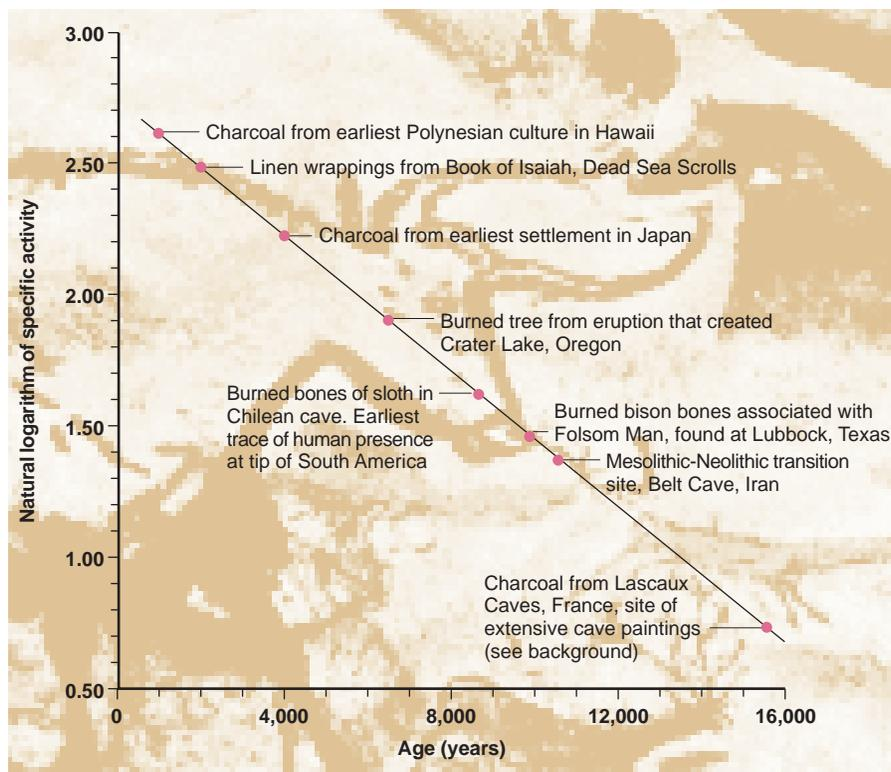 3.00
Charcoal from earliest Polynesian culture in Hawaii
2.50
Linen wrappings from Book of Isaiah, Dead Sea Scrolls
Charcoal from earliest settlement in Japan
2.00
Burned tree from eruption that created
Crater Lake, Oregon
Natural logarithm of specific activity
Burned bones of sloth in
Chilean cave. Earliest
trace of human presence
at tip of South America
1.50
Burned bison bones associated with
Folsom Man, found at Lubbock, Texas
Mesolithic-Neolithic transition
site, Belt Cave, Iran
1.00
Charcoal from Lascaux
Caves, France, site of
extensive cave paintings
(see background)
0.50
0
4,000
8,000
12,000
16,000
Age (years)